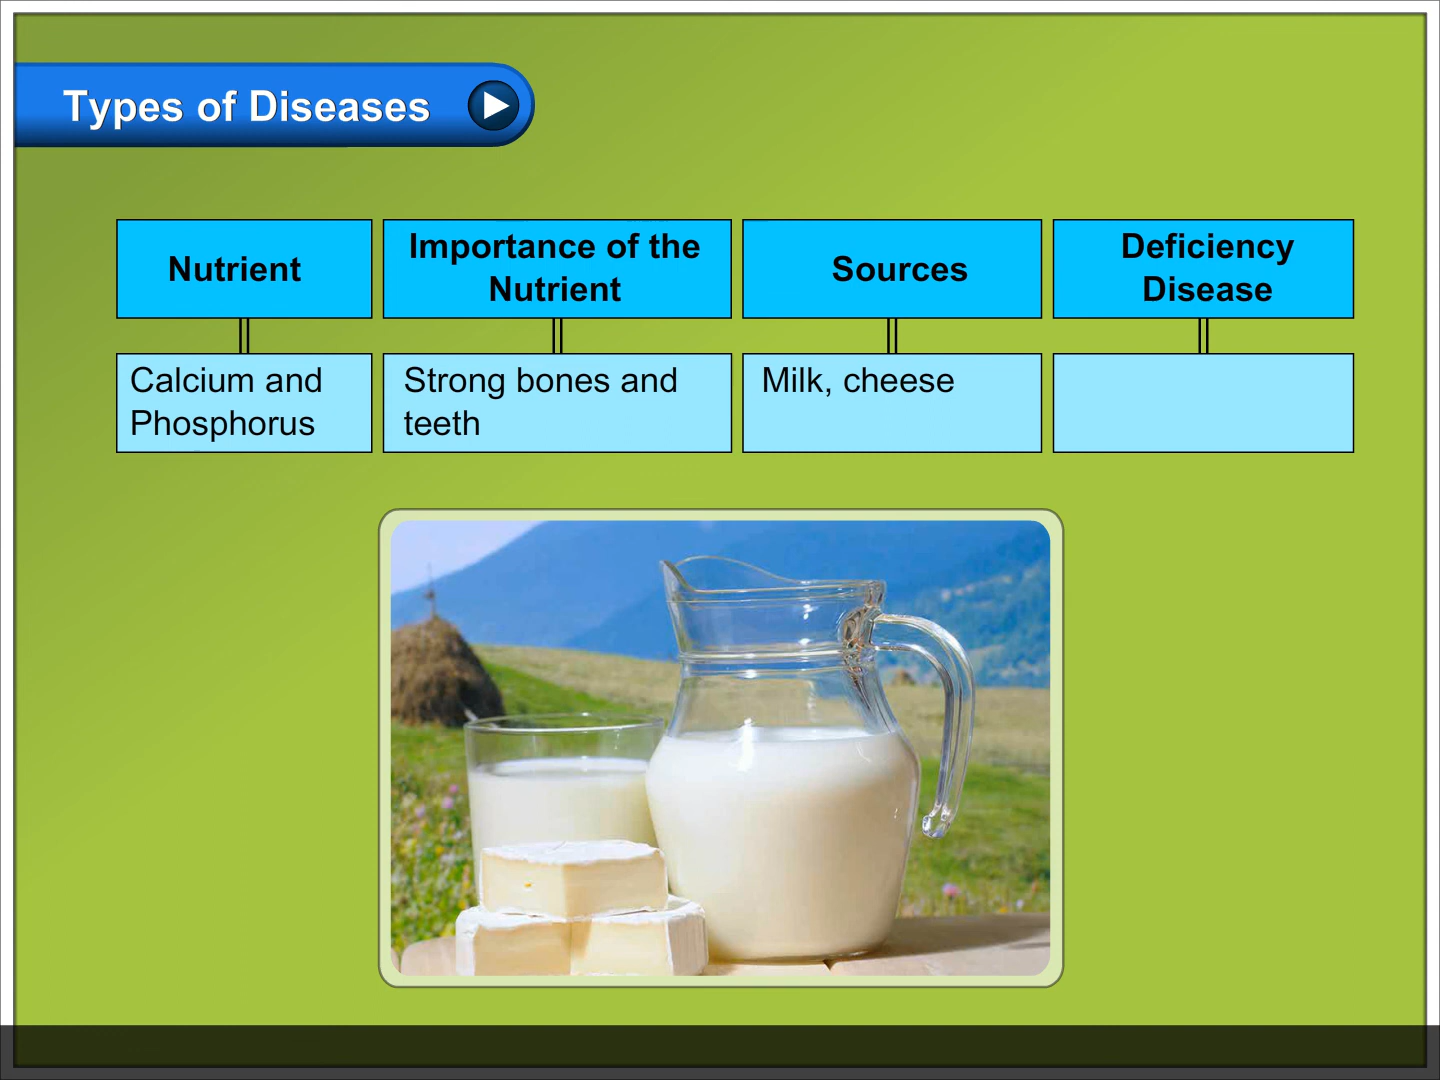 Types of Diseases
Nutrient
Importance of the
Nutrient
Sources
Deficiency
Disease
Calcium and
Phosphorus
Strong bones and
teeth
Milk, cheese